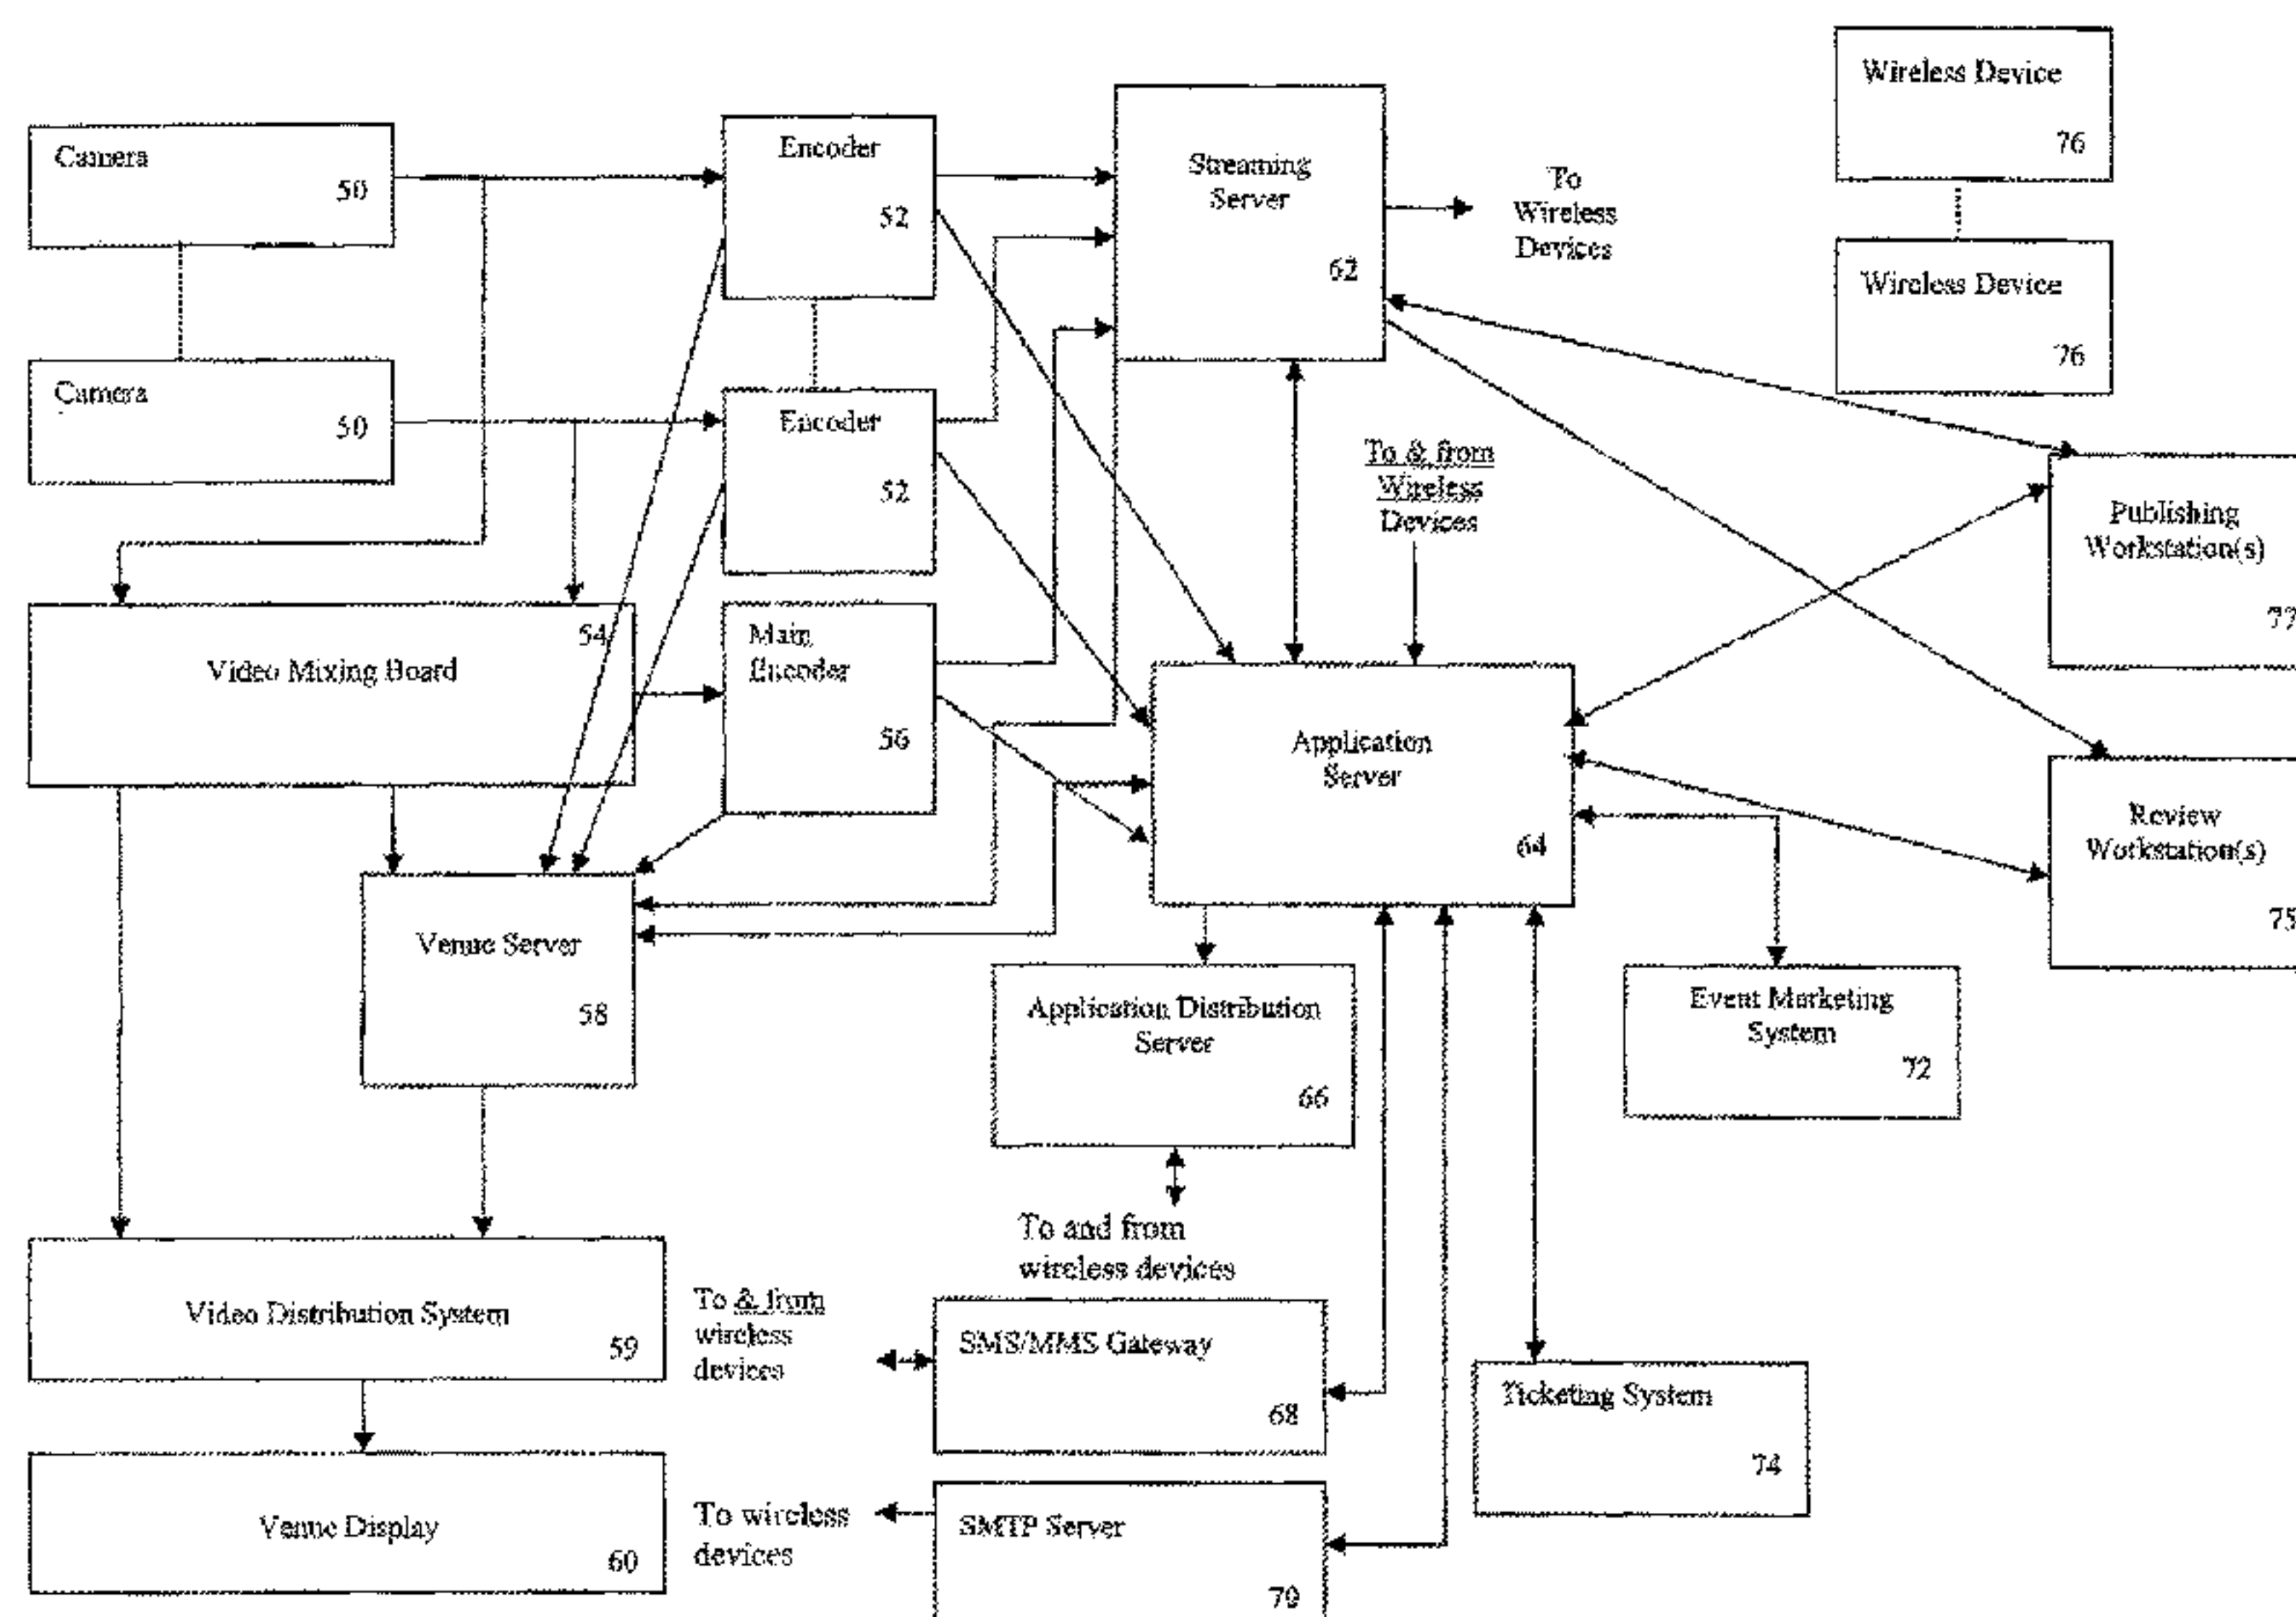 Camera
50
Camera
50
Encoder
52
Encoder
52
Streaming
Server
62
To
Wireless
Devices
Wireless Device
76
Wireless Device
76
To & from
Wireless
Devices
Publishing
Workstation(s)
77
Video Mixing Board
54
Main
Encoder
56
Application
Server
64
Review
Workstation(s)
75
Venue Server
58
Application Distribution
Server
66
Event Marketing
System
72
To and from
wireless devices
Video Distribution System
59
To & from
wireless
devices
SMS/MMS Gateway
68
Ticketing System
74
Venue Display
60
To wireless
devices
SMTP Server
70